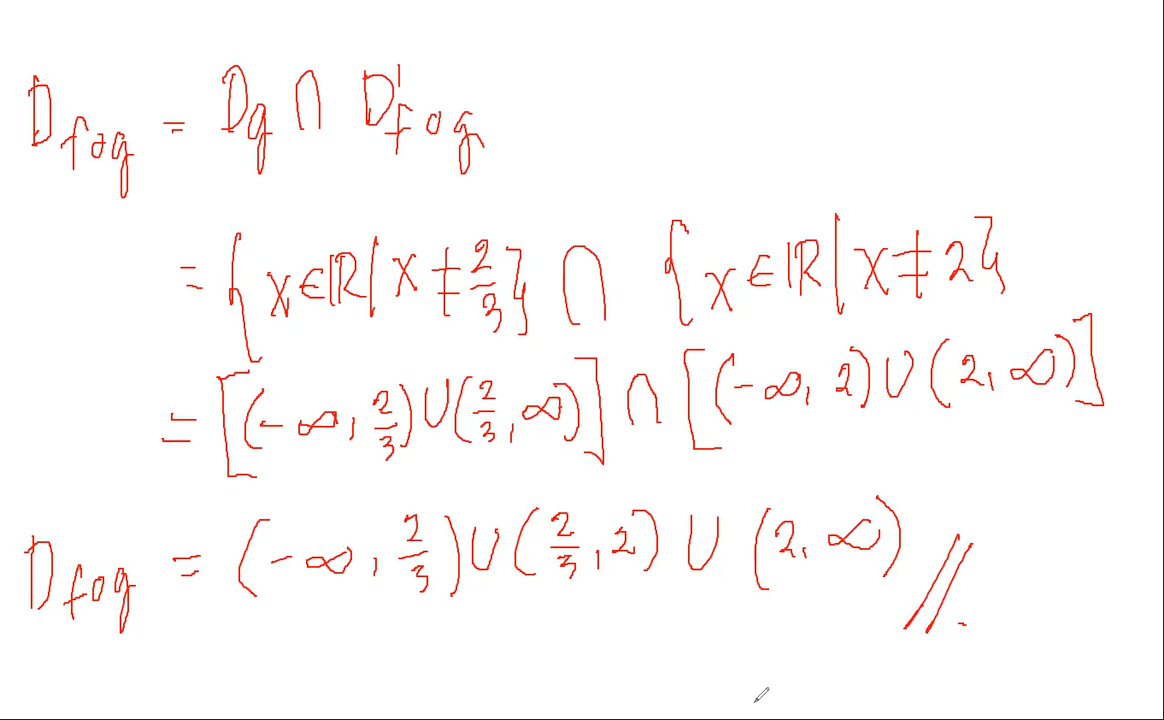 D_{fog} = D_g ∩ D'_{fog}
= {x∈ℝ | x ≠ 2/3} ∩ {x∈ℝ | x ≠ 2}
= [(-∞, 2/3) ∪ (2/3, ∞)] ∩ [(-∞, 2) ∪ (2, ∞)]
D_{fog} = (-∞, 2/3) ∪ (2/3, 2) ∪ (2, ∞) //.